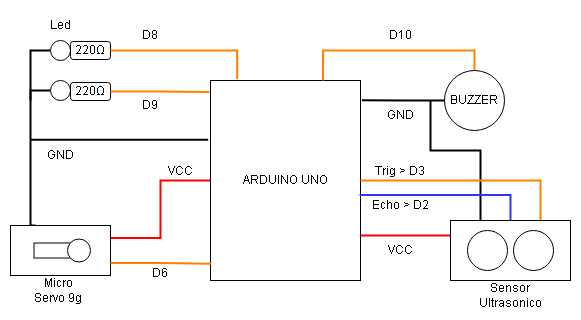 Led
220Ω
D8
D10
220Ω
D9
BUZZER
GND
GND
VCC
ARDUINO UNO
Trig > D3
Echo > D2
VCC
D6
Micro
Servo 9g
Sensor
Ultrasonico